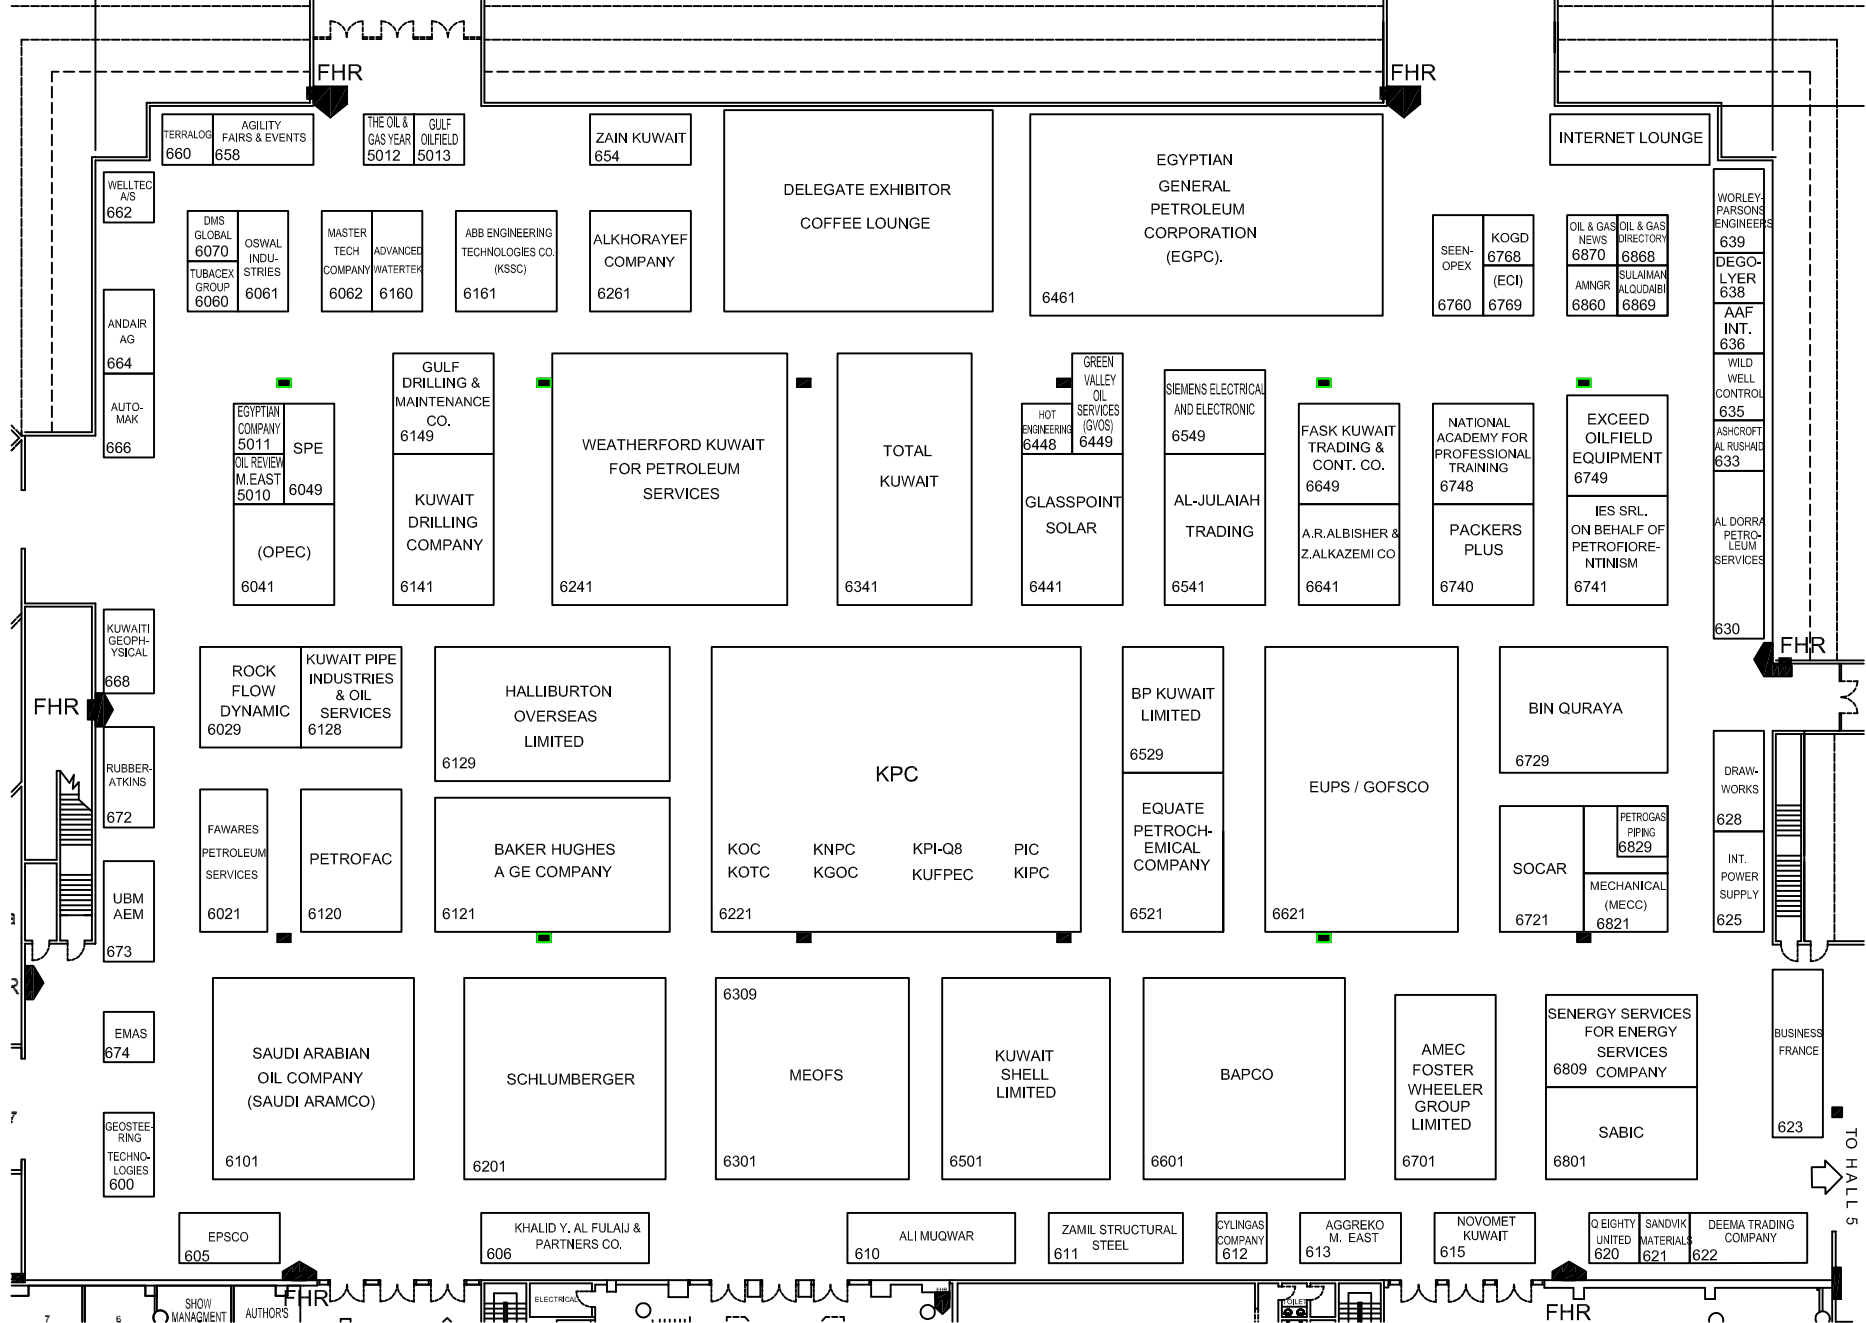 FHR
FHR
TERRALOG
660
AGILITY
FAIRS & EVENTS
658
THE OIL &
GAS YEAR
5012
GULF
OILFIELD
5013
ZAIN KUWAIT
654
DELEGATE EXHIBITOR
COFFEE LOUNGE
EGYPTIAN
GENERAL
PETROLEUM
CORPORATION
(EGPC).
6461
INTERNET LOUNGE
WELLTEC
A/S
662
DMS
GLOBAL
6070
TUBACEX
GROUP
6060
OSWAL
INDU-
STRIES
6061
MASTER
TECH
COMPANY
6062
ADVANCED
WATERTEK
6160
ABB ENGINEERING
TECHNOLOGIES CO.
(KSSC)
6161
ALKHORAYEF
COMPANY
6261
SEEN-
OPEX
6760
KOGD
6768
(ECI)
6769
OIL & GAS
NEWS
6870
OIL & GAS
DIRECTORY
6868
AMNGR
6860
SULAIMAN
ALQUDAIBI
6869
WORLEY-
PARSONS
ENGINEERS
639
DEGO-
LYER
638
AAF
INT.
636
WILD
WELL
CONTROL
635
ASHCROFT
AL RUSHAID
633
AL DORRA
PETRO-
LEUM
SERVICES
630
ANDAIR
AG
664
AUTO-
MAK
666
EGYPTIAN
COMPANY
5011
OIL REVIEW
M.EAST
5010
SPE
6049
(OPEC)
6041
GULF
DRILLING &
MAINTENANCE
CO.
6149
KUWAIT
DRILLING
COMPANY
6141
WEATHERFORD KUWAIT
FOR PETROLEUM
SERVICES
6241
TOTAL
KUWAIT
6341
HOT
ENGINEERING
6448
GREEN
VALLEY
OIL
SERVICES
(GVOS)
6449
GLASSPOINT
SOLAR
6441
SIEMENS ELECTRICAL
AND ELECTRONIC
6549
AL-JULAIAH
TRADING
6541
FASK KUWAIT
TRADING &
CONT. CO.
6649
A.R.ALBISHER &
Z.ALKAZEMI CO
6641
NATIONAL
ACADEMY FOR
PROFESSIONAL
TRAINING
6748
PACKERS
PLUS
6740
EXCEED
OILFIELD
EQUIPMENT
6749
IES SRL.
ON BEHALF OF
PETROFIORE-
NTINISM
6741
KUWAITI
GEOPH-
YSICAL
668
FHR
RUBBER-
ATKINS
672
UBM
AEM
673
ROCK
FLOW
DYNAMIC
6029
KUWAIT PIPE
INDUSTRIES
& OIL
SERVICES
6128
HALLIBURTON
OVERSEAS
LIMITED
6129
FAWARES
PETROLEUM
SERVICES
6021
PETROFAC
6120
BAKER HUGHES
A GE COMPANY
6121
KPC
KOC KNPC KPI-Q8 PIC
KOTC KGOC KUFPEC KIPC
6221
BP KUWAIT
LIMITED
6529
EQUATE
PETROCH-
EMICAL
COMPANY
6521
EUPS / GOFSCO
6621
BIN QURAYA
6729
SOCAR
6721
PETROGAS
PIPING
6829
MECHANICAL
(MECC)
6821
FHR
DRAW-
WORKS
628
INT.
POWER
SUPPLY
625
R
EMAS
674
GEOSTEE-
RING
TECHNO-
LOGIES
600
SAUDI ARABIAN
OIL COMPANY
(SAUDI ARAMCO)
6101
SCHLUMBERGER
6201
6309
MEOFS
6301
KUWAIT
SHELL
LIMITED
6501
BAPCO
6601
AMEC
FOSTER
WHEELER
GROUP
LIMITED
6701
SENERGY SERVICES
FOR ENERGY
SERVICES
COMPANY
6809
SABIC
6801
BUSINESS
FRANCE
623
TO HALL 5
EPSCO
605
KHALID Y. AL FULAIJ &
PARTNERS CO.
606
ALI MUQWAR
610
ZAMIL STRUCTURAL
STEEL
611
CYLINGAS
COMPANY
612
AGGREKO
M. EAST
613
NOVOMET
KUWAIT
615
Q EIGHTY
UNITED
620
SANDVIK
MATERIALS
621
DEEMA TRADING
COMPANY
622
FHR
FHR
7
6
SHOW
MANAGMENT
AUTHOR'S
ELECTRICAL
TOILET